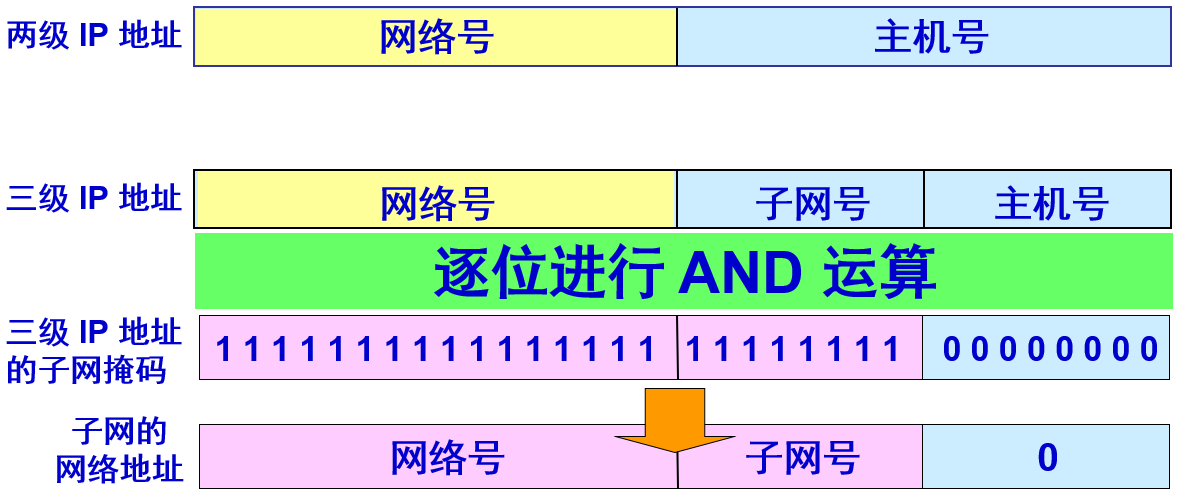 两级 IP 地址 网络号 主机号
三级 IP 地址 网络号 子网号 主机号
逐位进行 AND 运算
三级 IP 地址
的子网掩码
1 1 1 1 1 1 1 1 1 1 1 1 1 1 1 1 1 1 1 1 1 1 1 1 0 0 0 0 0 0 0 0
子网的
网络地址
网络号 子网号 0